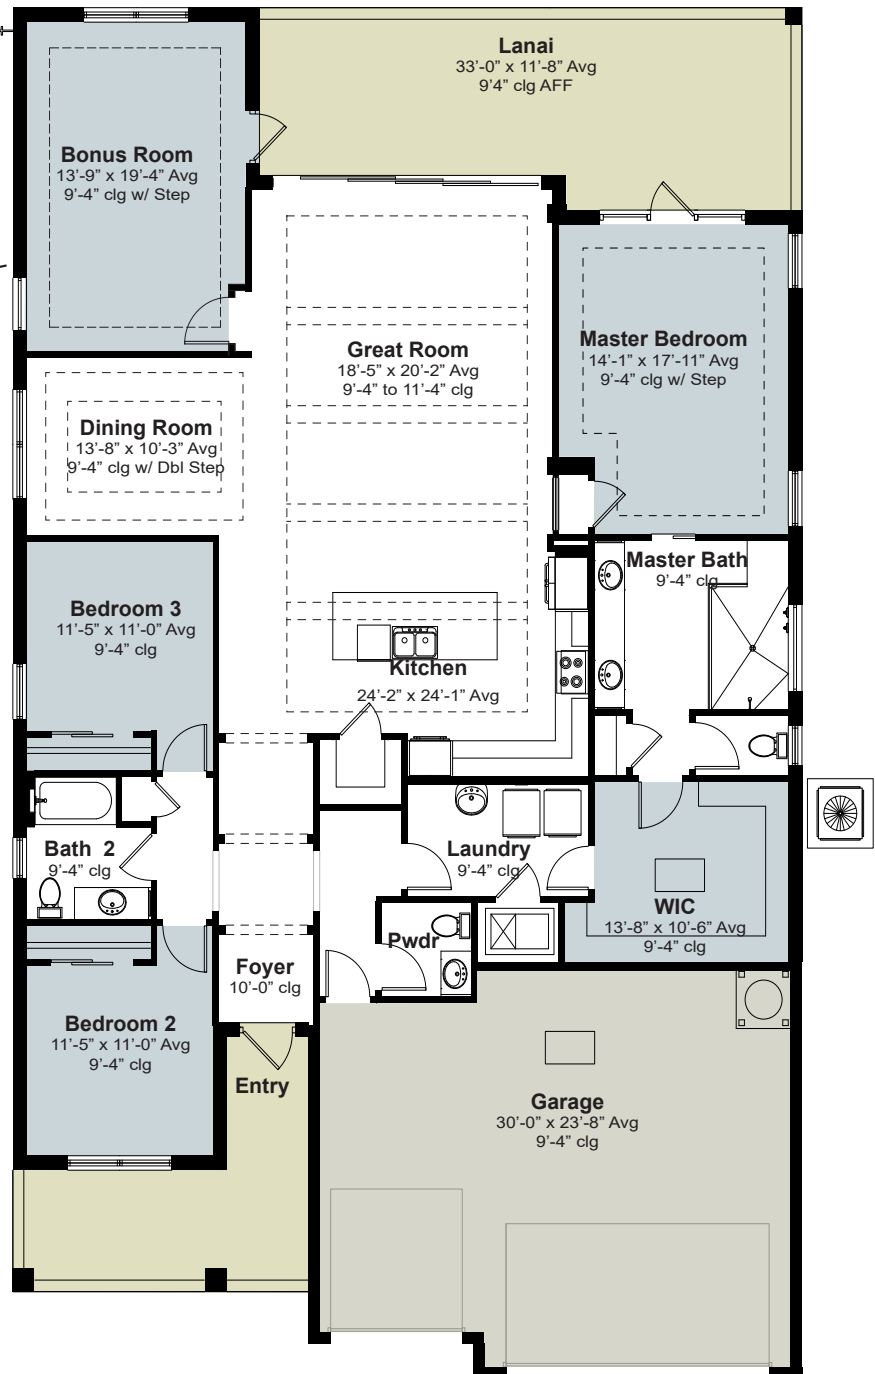 Lanai
33’-0” x 11’-8” Avg
9’4” clg AFF
Bonus Room
13’-9” x 19’-4” Avg
9’-4” clg w/ Step
Great Room
18’-5” x 20’-2” Avg
9’-4” to 11’-4” clg
Master Bedroom
14’-1” x 17’-11” Avg
9’-4” clg w/ Step
Dining Room
13’-8” x 10’-3” Avg
9’-4” clg w/ Dbl Step
Master Bath
9’-4” clg
Bedroom 3
11’-5” x 11’-0” Avg
9’-4” clg
Kitchen
24’-2” x 24’-1” Avg
Bath 2
9’-4” clg
Laundry
9’-4” clg
WIC
13’-8” x 10’-6” Avg
9’-4” clg
Pwdr
Foyer
10’-0” clg
Bedroom 2
11’-5” x 11’-0” Avg
9’-4” clg
Entry
Garage
30’-0” x 23’-8” Avg
9’-4” clg